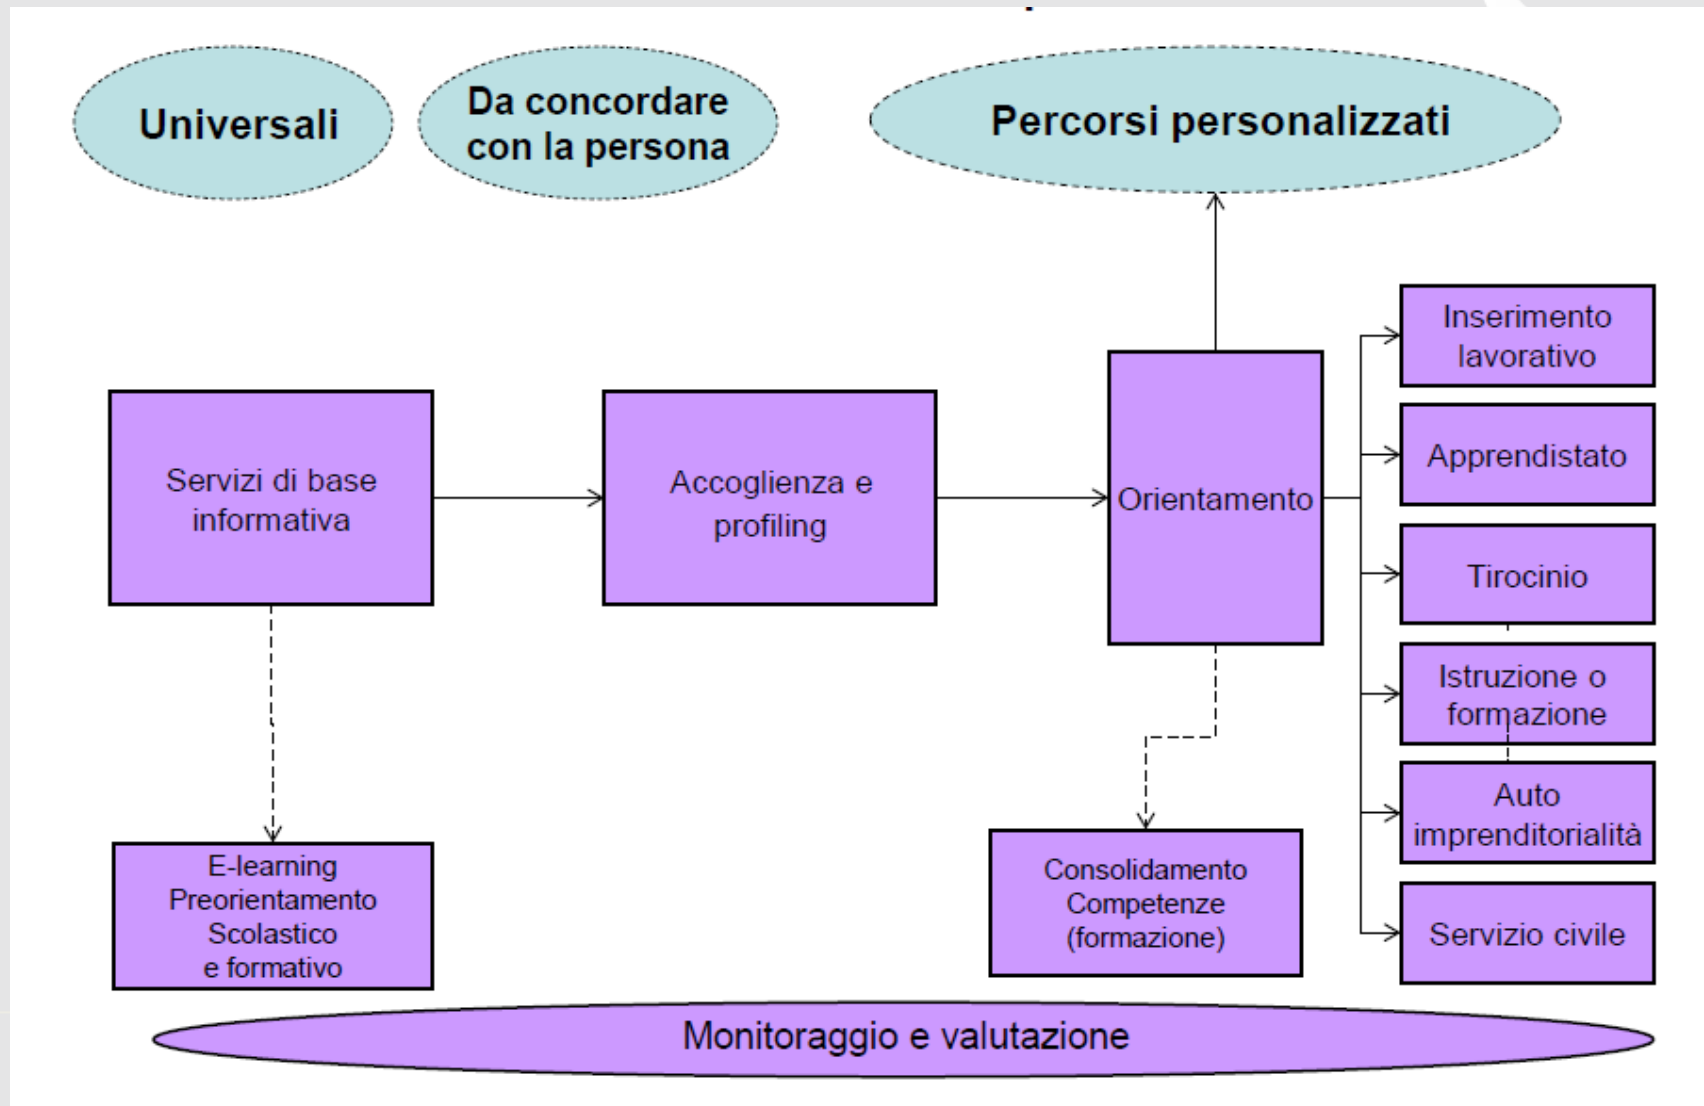 Universali
Da concordare
con la persona
Percorsi personalizzati
Servizi di base
informativa
Accoglienza e
profiling
Orientamento
Inserimento
lavorativo
Apprendistato
Tirocinio
Istruzione o
formazione
Auto
imprenditorialità
Servizio civile
E-learning
Preorientamento
Scolastico
e formativo
Consolidamento
Competenze
(formazione)
Monitoraggio e valutazione